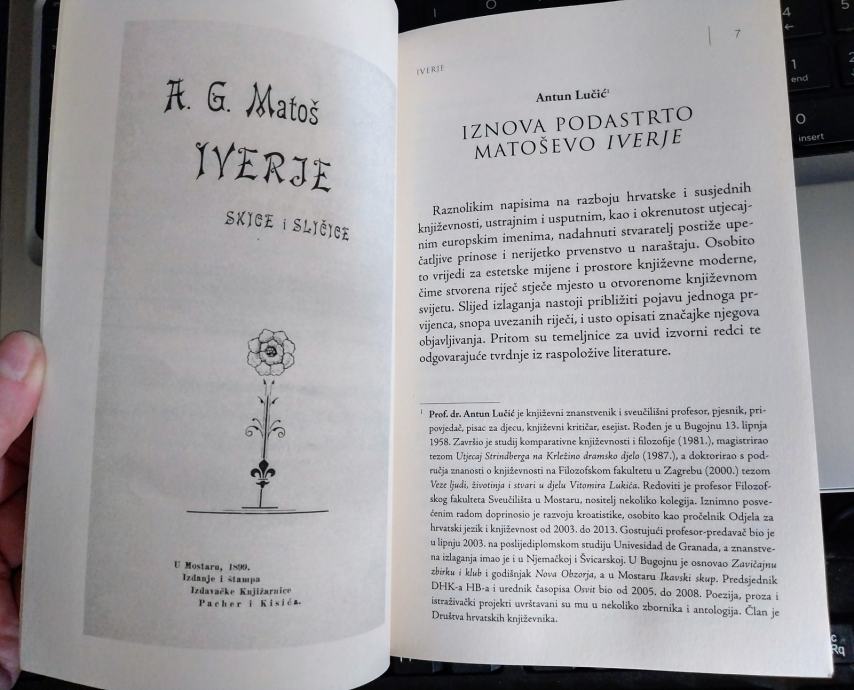 A. G. Matoš
IVERJE
SKICE i SLIČICE
U Mostaru, 1899.
Izdanje i štampa
Izdavačke Knjižarnice
Pacher i Kisića.
IVERJE
7
Antun Lučić¹
IZNOVA PODASTRTO
MATOŠEVO IVERJE
Raznolikim napisima na razboju hrvatske i susjednih
književnosti, ustrajnim i usputnim, kao i okrenutost utjecaj-
nim europskim imenima, nadahnuti stvaratelj postiže upe-
čatljive prinose i nerijetko prvenstvo u naraštaju. Osobito
to vrijedi za estetske mijene i prostore književne moderne,
čime stvorena riječ stječe mjesto u otvorenome književnom
svijetu. Slijed izlaganja nastoji približiti pojavu jednoga pr-
vijenca, snopa uvezanih riječi, i usto opisati značajke njegova
objavljivanja. Pritom su temeljnice za uvid izvorni redci te
odgovarajuće tvrdnje iz raspoložive literature.
¹ Prof. dr. Antun Lučić je književni znanstvenik i sveučilišni profesor, pjesnik, pri-
povjedač, pisac za djecu, književni kritičar, esejist. Rođen je u Bugojnu 13. lipnja
1958. Završio je studij komparativne književnosti i filozofije (1981.), magistrirao
tezom Utjecaj Strindberga na Krležino dramsko djelo (1987.), a doktorirao s pod-
ručja znanosti o književnosti na Filozofskom fakultetu u Zagrebu (2000.) tezom
Veze ljudi, životinja i stvari u djelu Vitomira Lukića. Redoviti je profesor Filozof-
skog fakulteta Sveučilišta u Mostaru, nositelj nekoliko kolegija. Iznimno posve-
ćenim radom doprinosio je razvoju kroatistike, osobito kao pročelnik Odjela za
hrvatski jezik i književnost od 2003. do 2013. Gostujući profesor-predavač bio je
u lipnju 2003. na poslijediplomskom studiju Univesidad de Granada, a znanstve-
na izlaganja imao je i u Njemačkoj i Švicarskoj. U Bugojnu je osnovao Zavičajnu
zbirku i klub i godišnjak Nova Obzorja, a u Mostaru Ikavski skup. Predsjednik
DHK-a HB-a i urednik časopisa Osvit bio od 2005. do 2008. Poezija, proza i
istraživački projekti uvrštavani su mu u nekoliko zbornika i antologija. Član je
Društva hrvatskih književnika.
4
←
5
1
end
2
0
insert